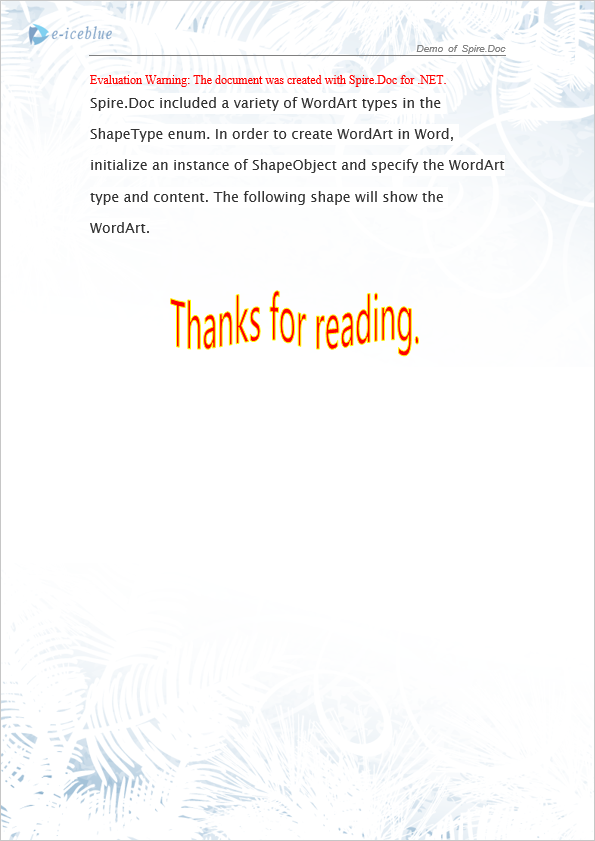 e-iceblue
Demo of Spire.Doc
Evaluation Warning: The document was created with Spire.Doc for .NET.
Spire.Doc included a variety of WordArt types in the
ShapeType enum. In order to create WordArt in Word,
initialize an instance of ShapeObject and specify the WordArt
type and content. The following shape will show the
WordArt.
Thanks for reading.